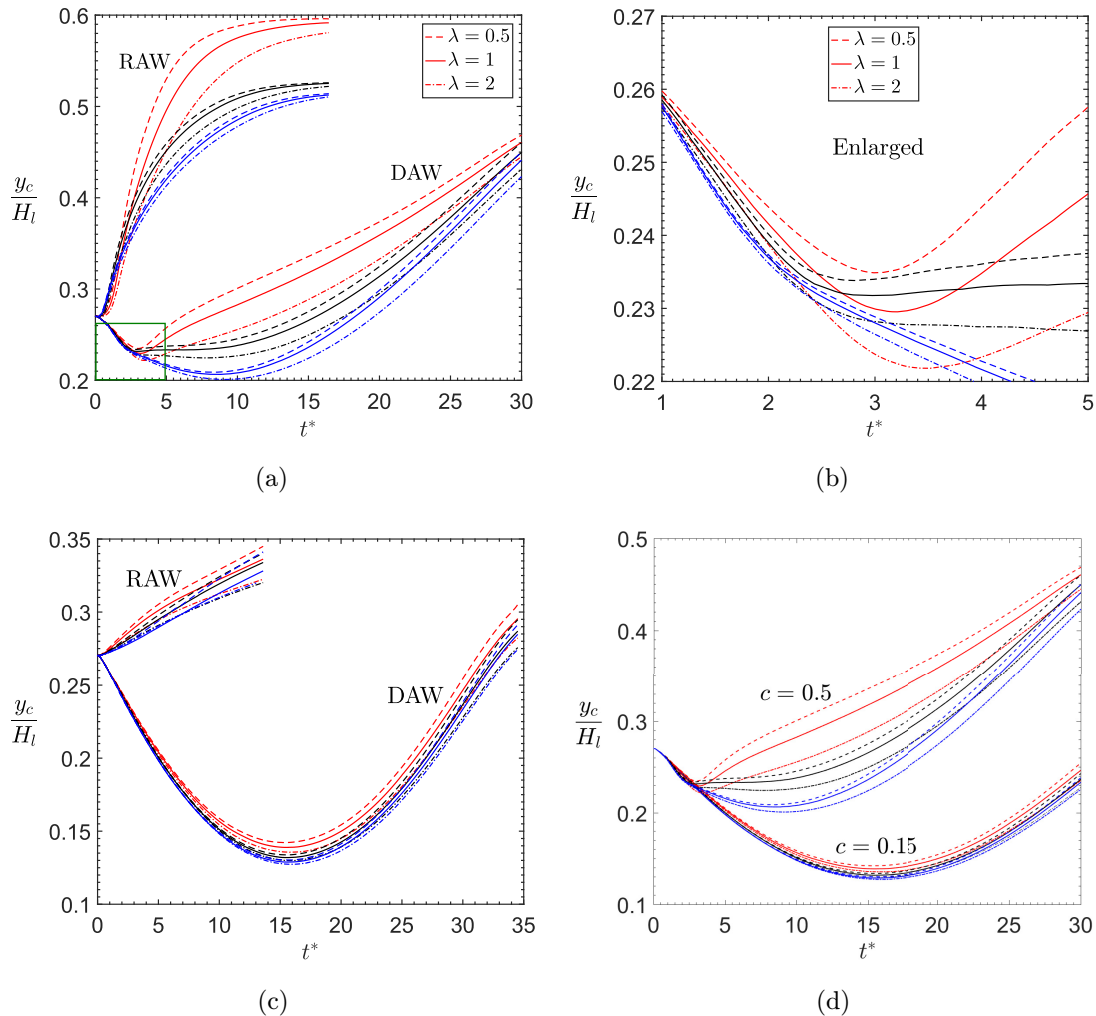 0.6
0.5
0.4
0.3
0.2
y_c
H_l
RAW
DAW
λ = 0.5
λ = 1
λ = 2
0 5 10 15 20 25 30
t*
(a)
0.27
0.26
0.25
0.24
0.23
0.22
y_c
H_l
λ = 0.5
λ = 1
λ = 2
Enlarged
1 2 3 4 5
t*
(b)
0.35
0.3
0.25
0.2
0.15
0.1
y_c
H_l
RAW
DAW
0 5 10 15 20 25 30 35
t*
(c)
0.5
0.4
0.3
0.2
0.1
y_c
H_l
c = 0.5
c = 0.15
0 5 10 15 20 25 30
t*
(d)